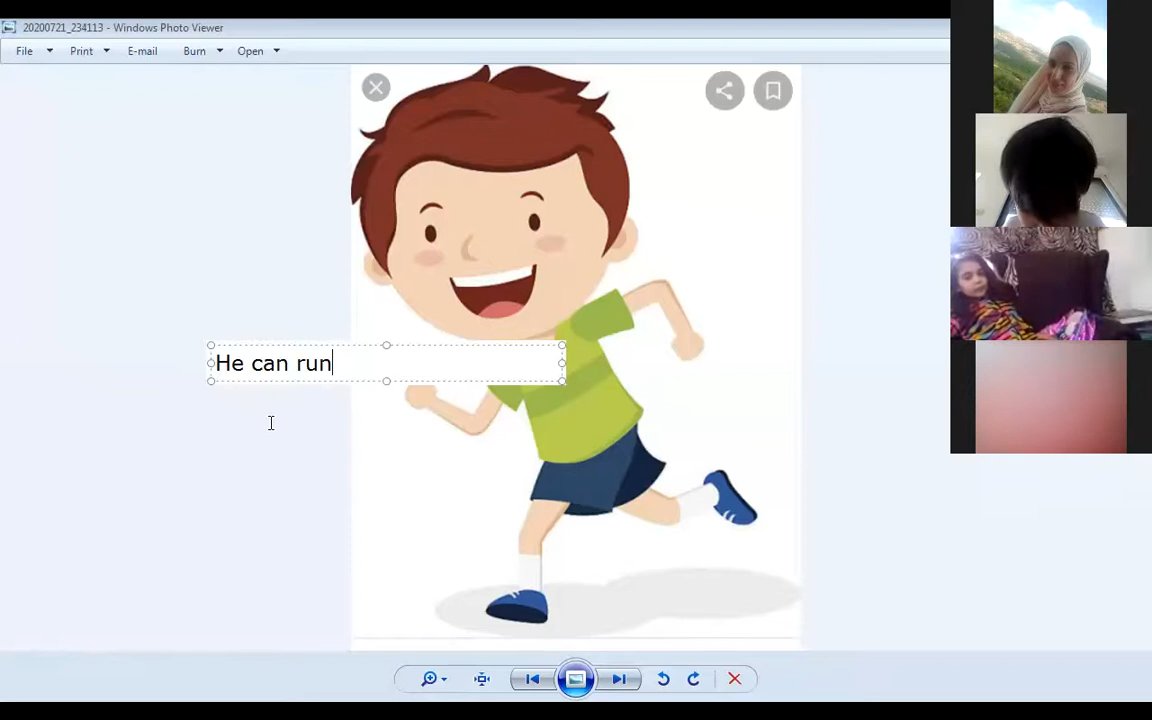 20200721_234113 - Windows Photo Viewer
File Print E-mail Burn Open
He can run